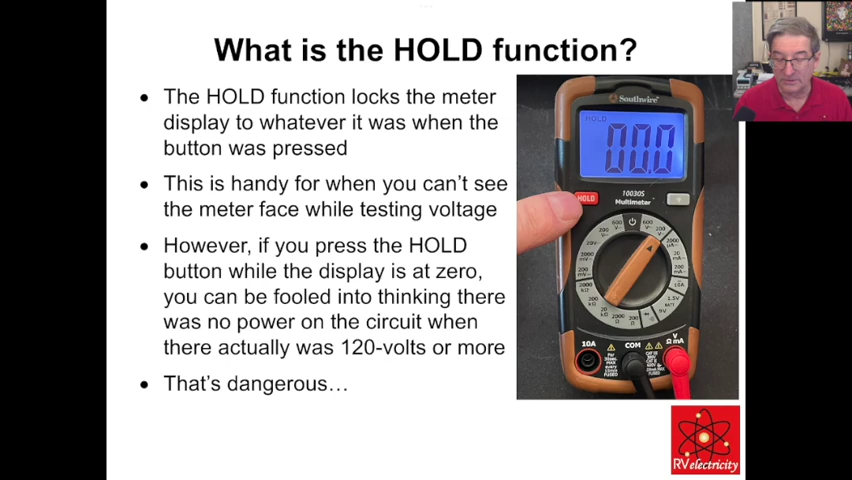 What is the HOLD function?
• The HOLD function locks the meter
display to whatever it was when the
button was pressed
• This is handy for when you can't see
the meter face while testing voltage
• However, if you press the HOLD
button while the display is at zero,
you can be fooled into thinking there
was no power on the circuit when
there actually was 120-volts or more
• That's dangerous…
Southwire
HOLD
00.0
HOLD
10030S
Multimeter
10A
COM
V
Ω mA
RVelectricity